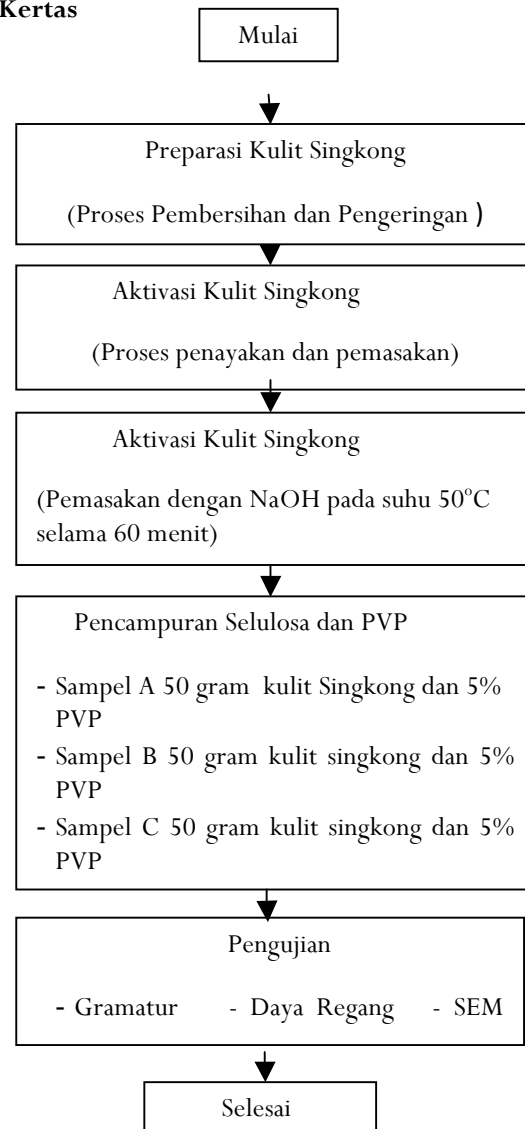 Kertas
Mulai
Preparasi Kulit Singkong
(Proses Pembersihan dan Pengeringan )
Aktivasi Kulit Singkong
(Proses penayakan dan pemasakan)
Aktivasi Kulit Singkong
(Pemasakan dengan NaOH pada suhu 50°C
selama 60 menit)
Pencampuran Selulosa dan PVP
- Sampel A 50 gram kulit Singkong dan 5%
PVP
- Sampel B 50 gram kulit singkong dan 5%
PVP
- Sampel C 50 gram kulit singkong dan 5%
PVP
Pengujian
- Gramatur - Daya Regang - SEM
Selesai